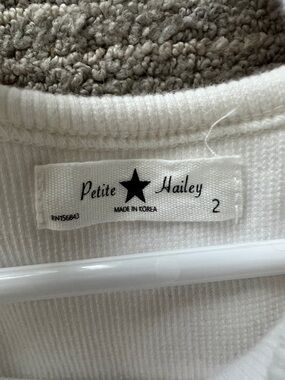 Petite ★ Hailey
MADE IN KOREA
RN156843 2